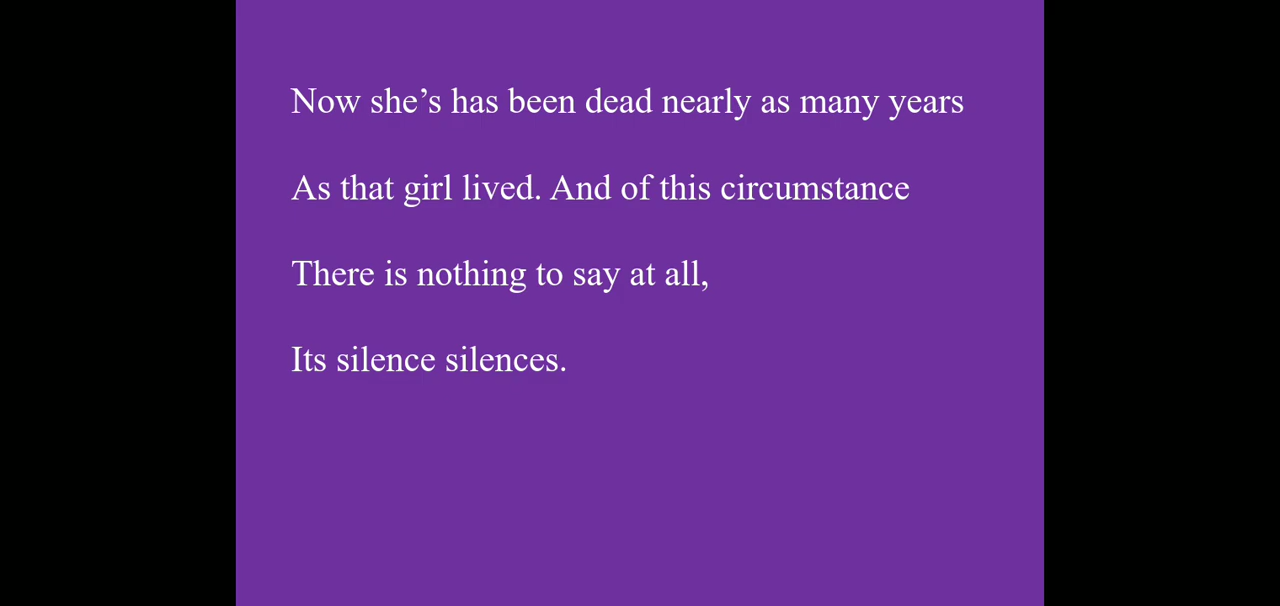 Now she’s has been dead nearly as many years
As that girl lived. And of this circumstance
There is nothing to say at all,
Its silence silences.